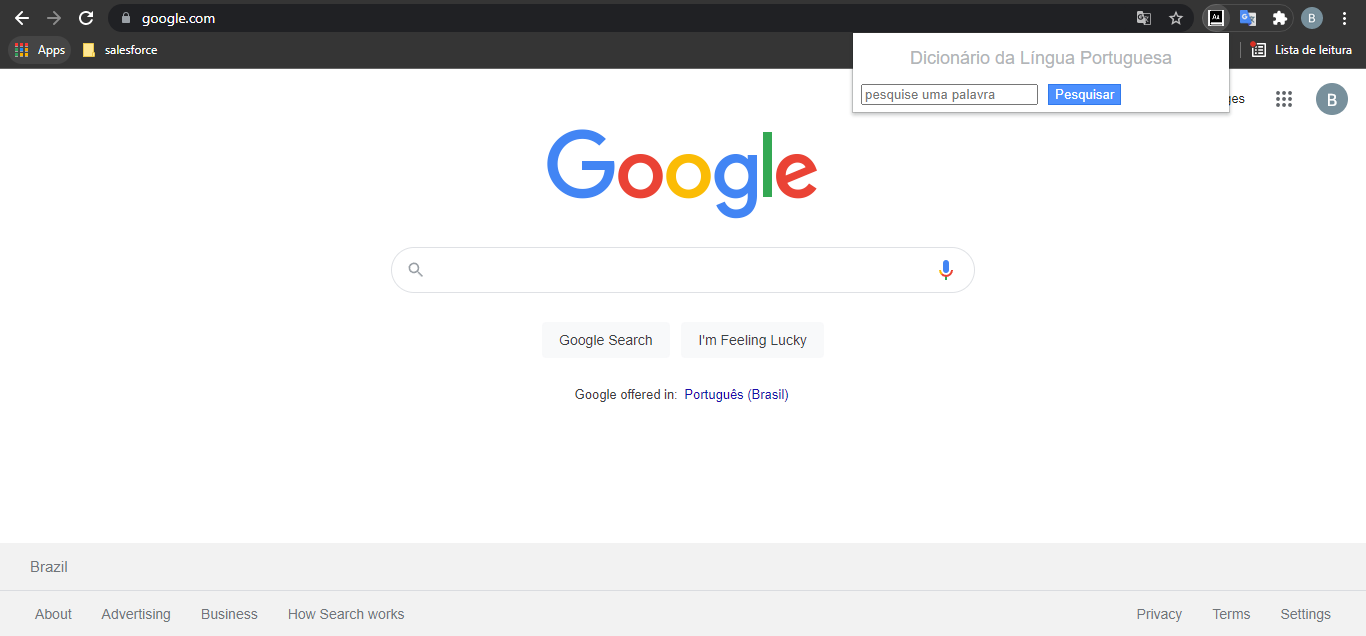 google.com
Apps
salesforce
Lista de leitura
Dicionário da Língua Portuguesa
pesquise uma palavra
Pesquisar
B
B
Google
Google Search
I'm Feeling Lucky
Google offered in: Português (Brasil)
Brazil
About Advertising Business How Search works
Privacy Terms Settings